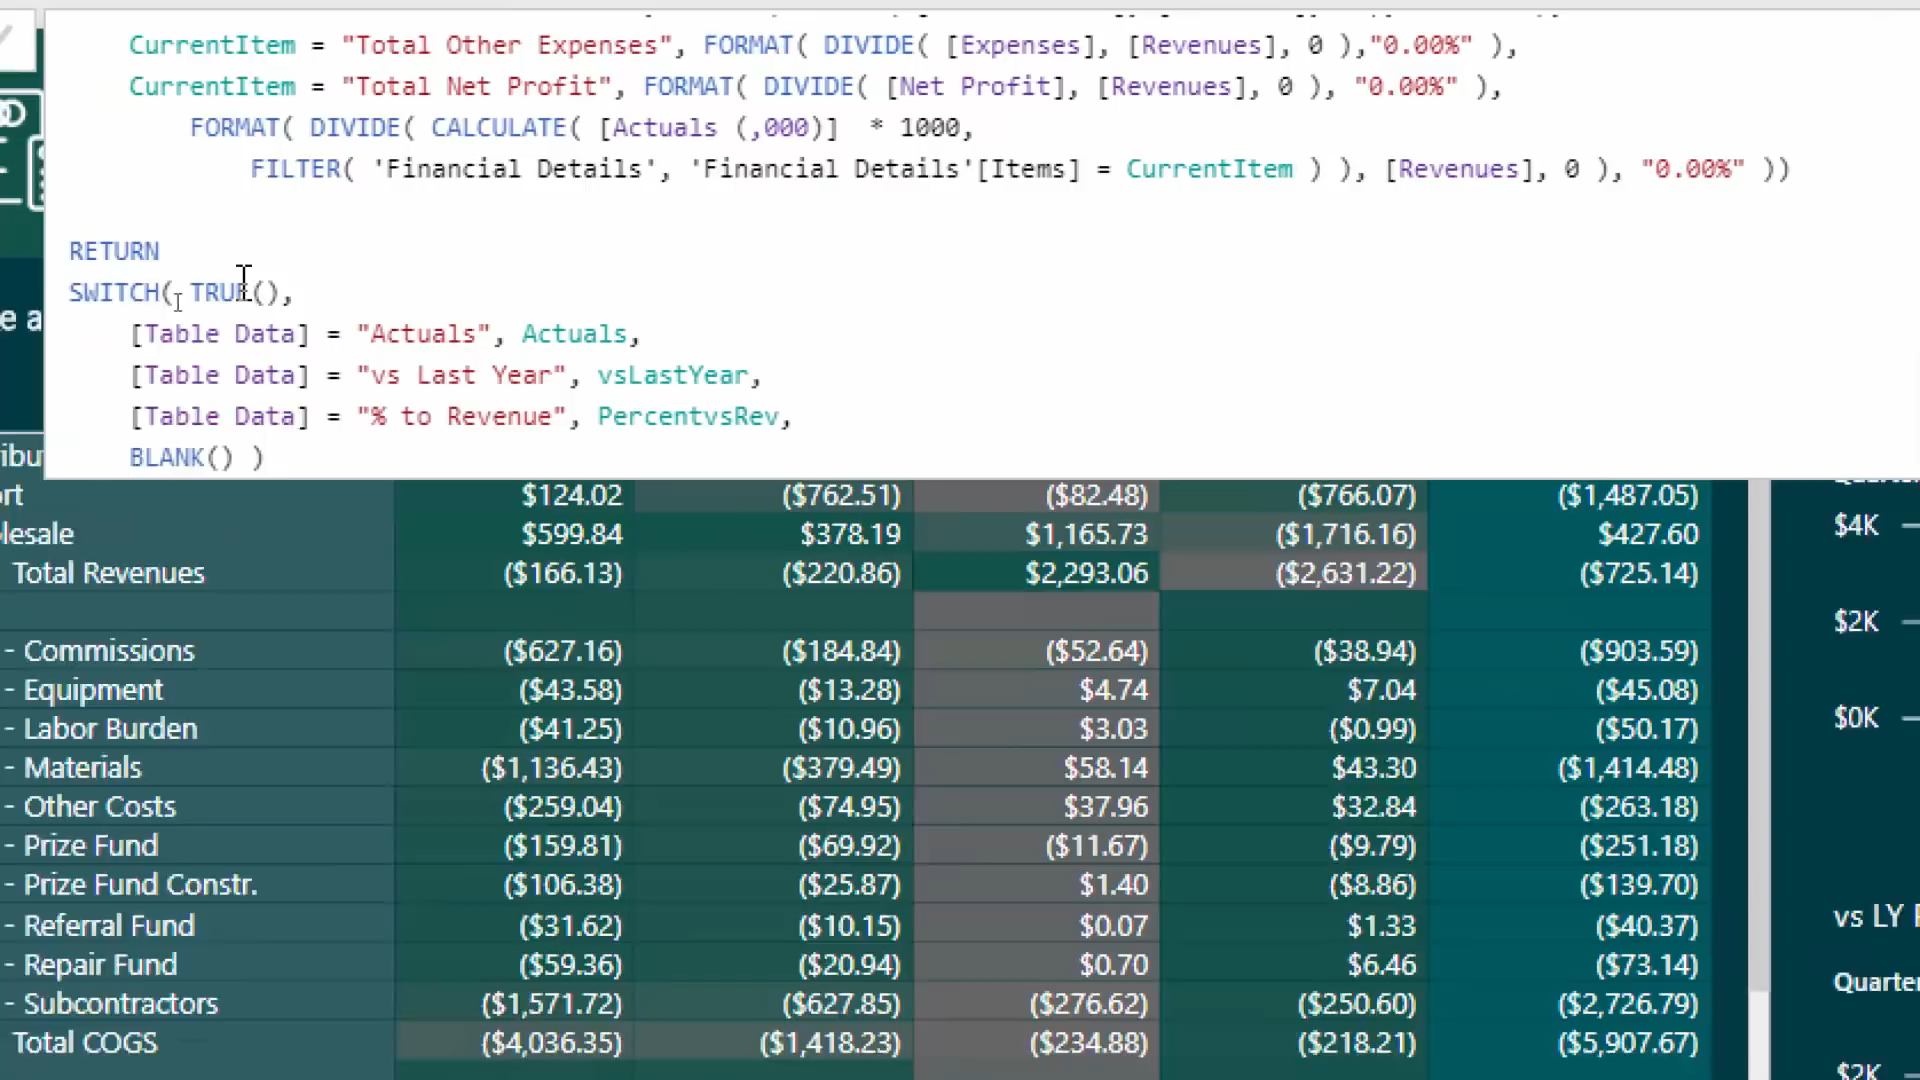 CurrentItem = "Total Other Expenses", FORMAT( DIVIDE( [Expenses], [Revenues], 0 ),"0.00%" ),
CurrentItem = "Total Net Profit", FORMAT( DIVIDE( [Net Profit], [Revenues], 0 ), "0.00%" ),
FORMAT( DIVIDE( CALCULATE( [Actuals (,000)] * 1000,
FILTER( 'Financial Details', 'Financial Details'[Items] = CurrentItem ) ), [Revenues], 0 ), "0.00%" ))
RETURN
SWITCH( TRUE(),
e a
[Table Data] = "Actuals", Actuals,
[Table Data] = "vs Last Year", vsLastYear,
[Table Data] = "% to Revenue", PercentvsRev,
ribu
BLANK() )
ort $124.02 ($762.51) ($82.48) ($766.07) ($1,487.05)
$4K
lesale $599.84 $378.19 $1,165.73 ($1,716.16) $427.60
Total Revenues ($166.13) ($220.86) $2,293.06 ($2,631.22) ($725.14)
$2K
- Commissions ($627.16) ($184.84) ($52.64) ($38.94) ($903.59)
- Equipment ($43.58) ($13.28) $4.74 $7.04 ($45.08)
$0K
- Labor Burden ($41.25) ($10.96) $3.03 ($0.99) ($50.17)
- Materials ($1,136.43) ($379.49) $58.14 $43.30 ($1,414.48)
- Other Costs ($259.04) ($74.95) $37.96 $32.84 ($263.18)
- Prize Fund ($159.81) ($69.92) ($11.67) ($9.79) ($251.18)
- Prize Fund Constr. ($106.38) ($25.87) $1.40 ($8.86) ($139.70)
vs LY
- Referral Fund ($31.62) ($10.15) $0.07 $1.33 ($40.37)
- Repair Fund ($59.36) ($20.94) $0.70 $6.46 ($73.14)
Quarter
- Subcontractors ($1,571.72) ($627.85) ($276.62) ($250.60) ($2,726.79)
Total COGS ($4,036.35) ($1,418.23) ($234.88) ($218.21) ($5,907.67)
$2K